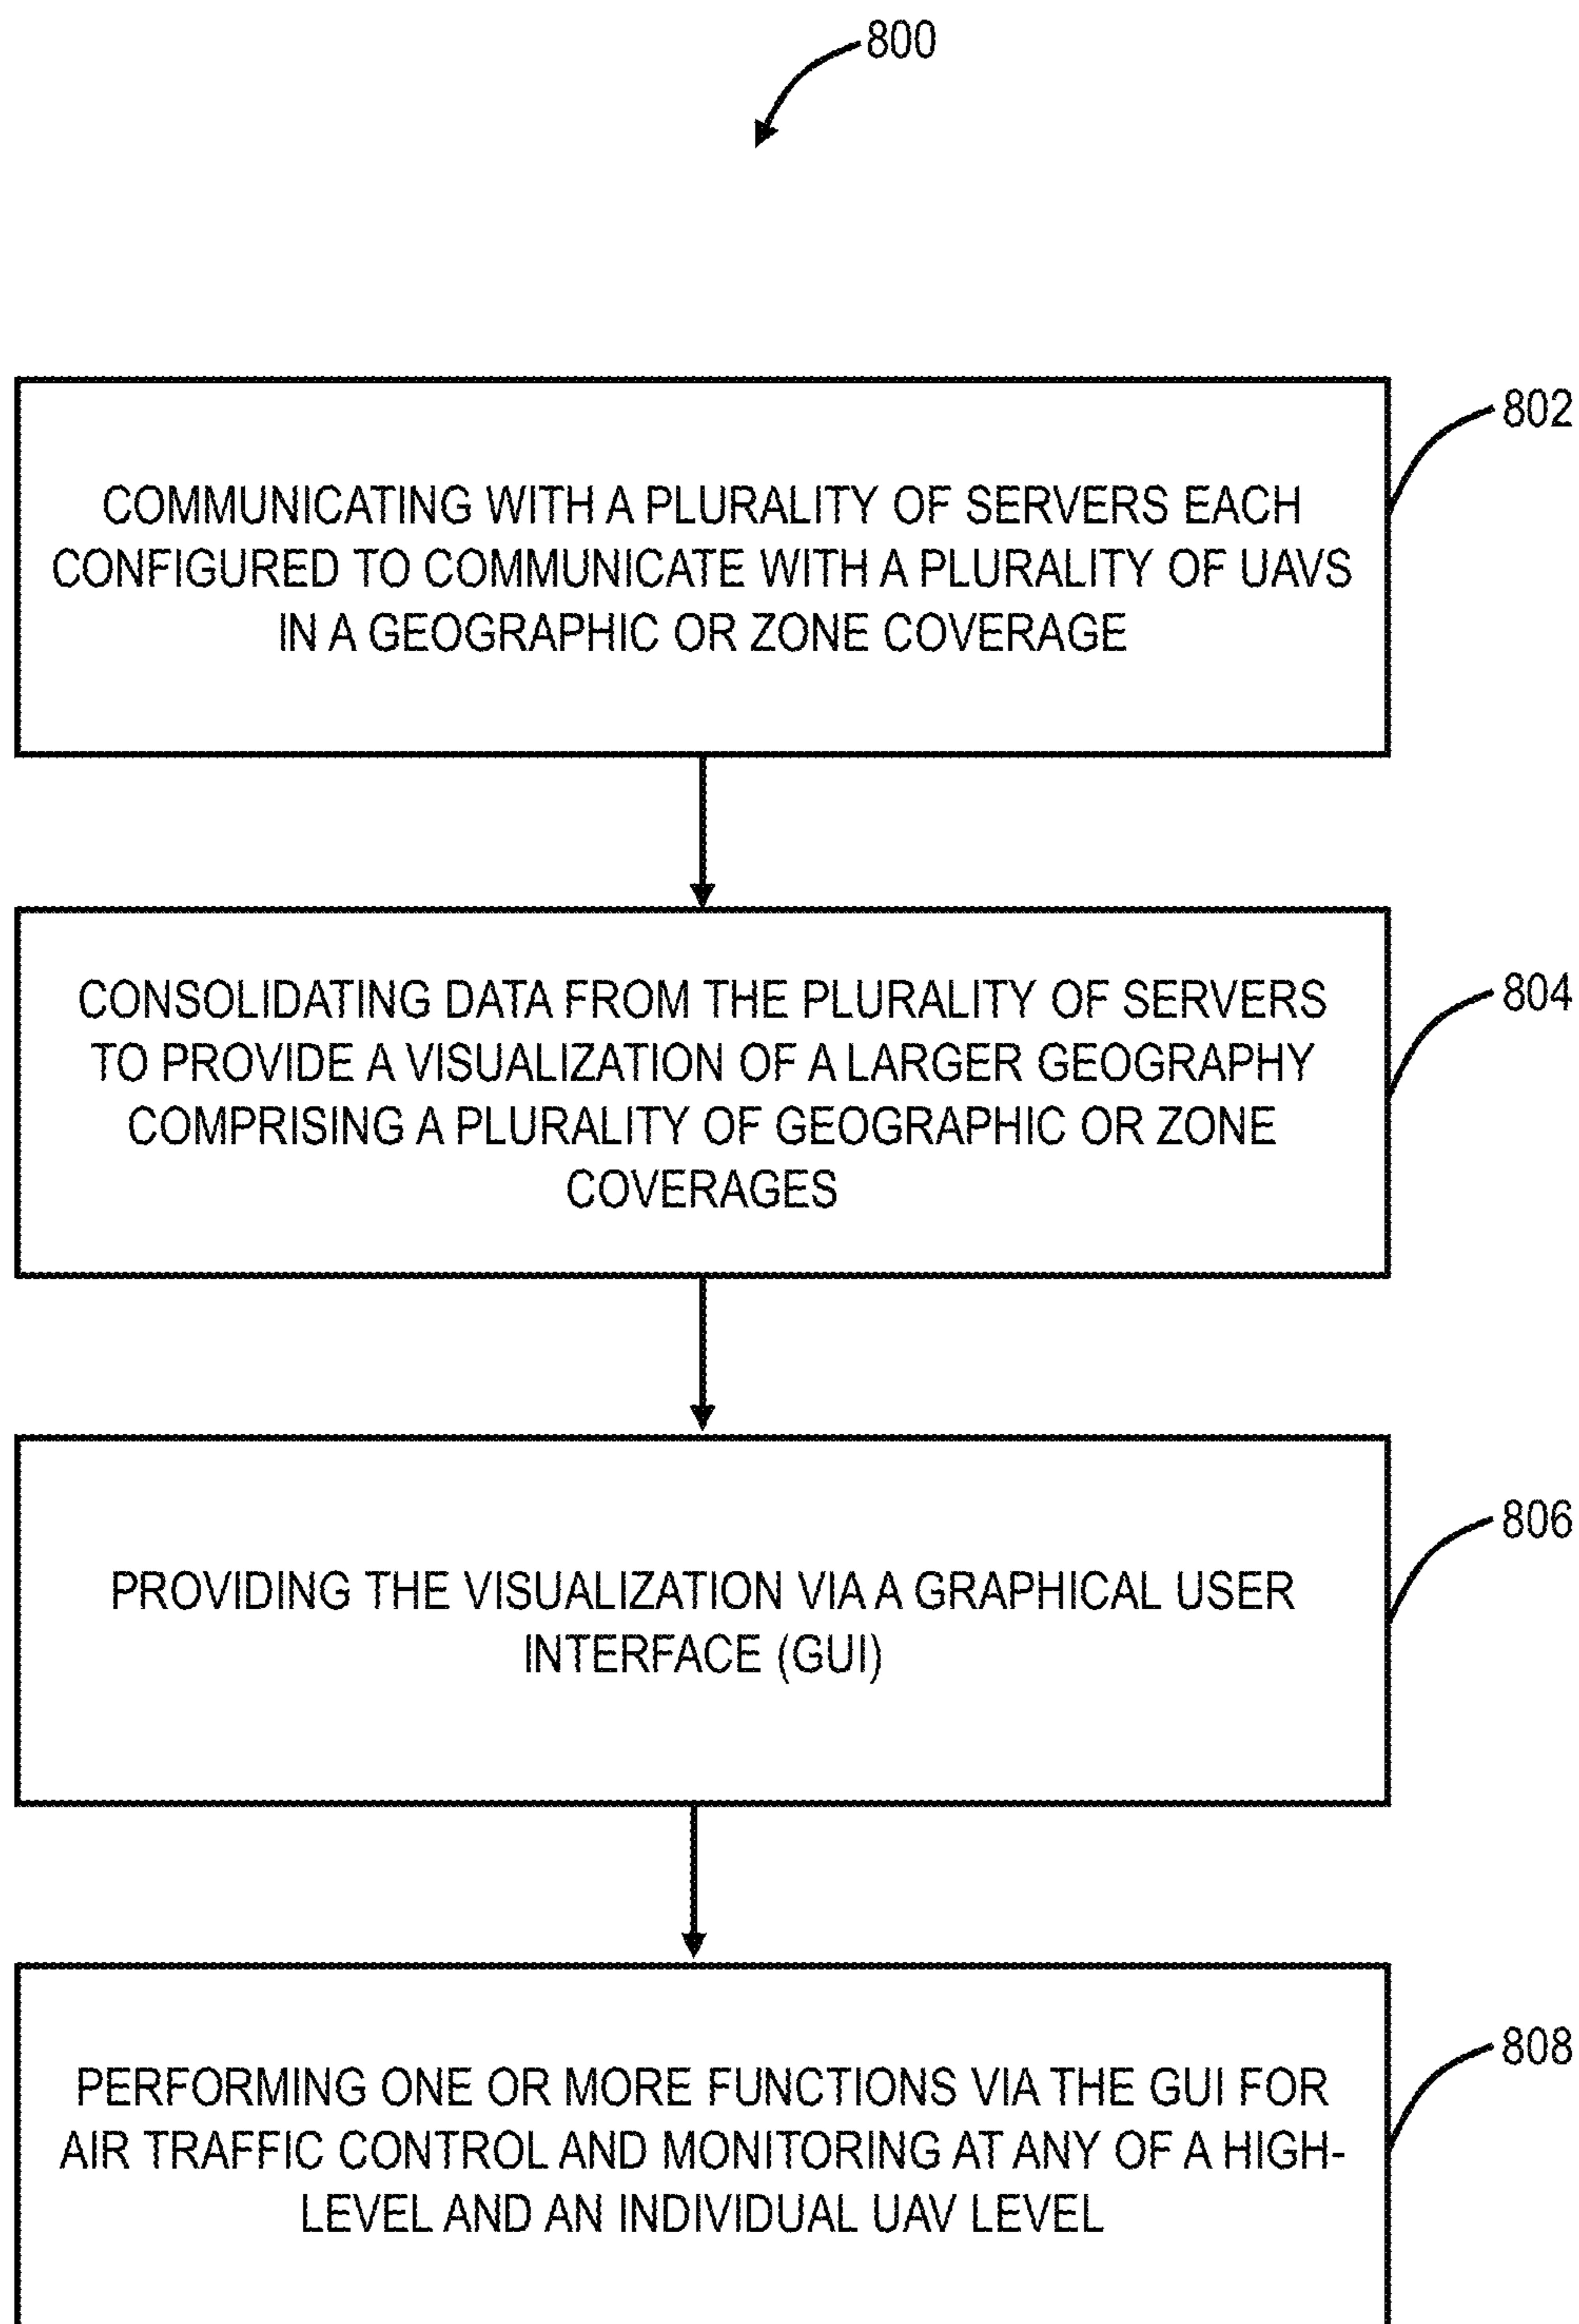 800
802
COMMUNICATING WITH A PLURALITY OF SERVERS EACH
CONFIGURED TO COMMUNICATE WITH A PLURALITY OF UAVS
IN A GEOGRAPHIC OR ZONE COVERAGE
804
CONSOLIDATING DATA FROM THE PLURALITY OF SERVERS
TO PROVIDE A VISUALIZATION OF A LARGER GEOGRAPHY
COMPRISING A PLURALITY OF GEOGRAPHIC OR ZONE
COVERAGES
806
PROVIDING THE VISUALIZATION VIA A GRAPHICAL USER
INTERFACE (GUI)
808
PERFORMING ONE OR MORE FUNCTIONS VIA THE GUI FOR
AIR TRAFFIC CONTROL AND MONITORING AT ANY OF A HIGH-
LEVEL AND AN INDIVIDUAL UAV LEVEL